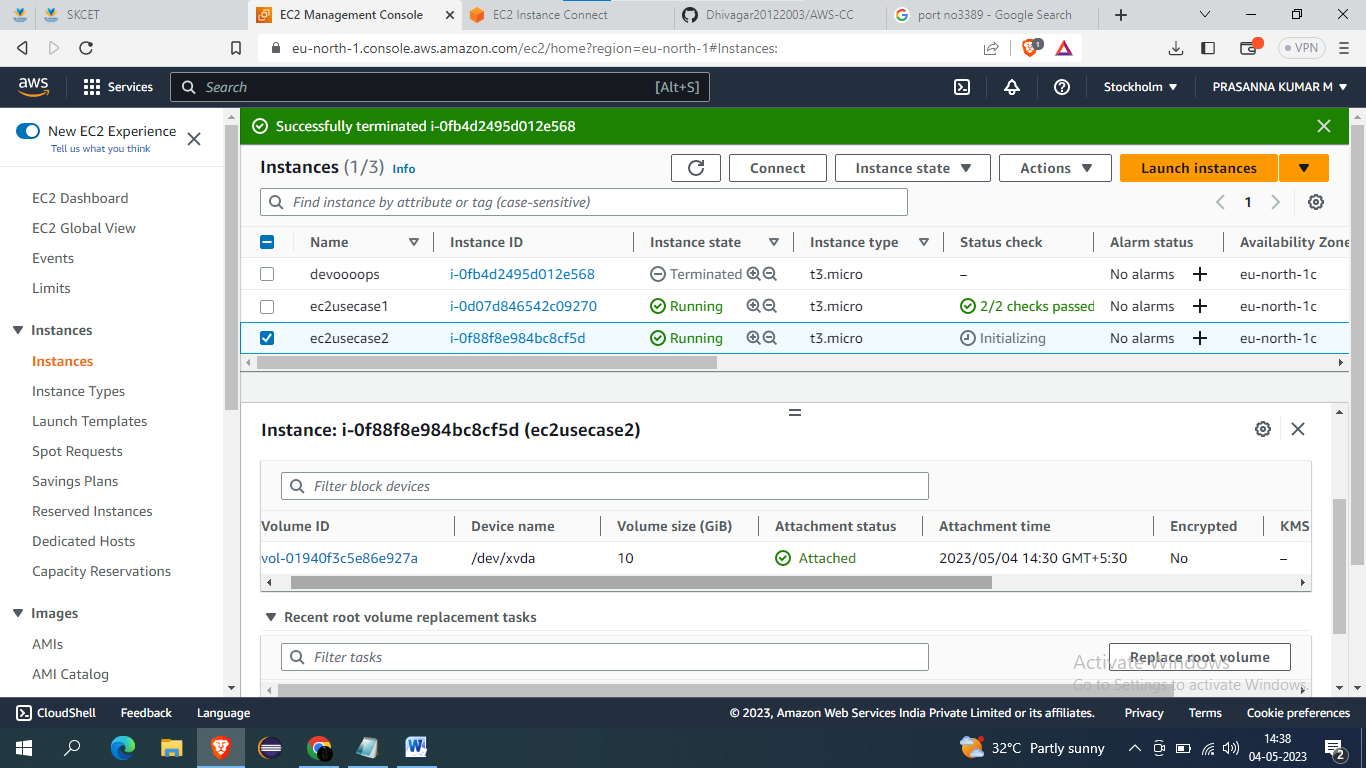 SKCET
EC2 Management Console
EC2 Instance Connect
Dhivagar20122003/AWS-CC
port no3389 - Google Search
eu-north-1.console.aws.amazon.com/ec2/home?region=eu-north-1#Instances:
1
VPN
aws
Services
Search
[Alt+S]
Stockholm
PRASANNA KUMAR M
New EC2 Experience
Tell us what you think
EC2 Dashboard
EC2 Global View
Events
Limits
Instances
Instances
Instance Types
Launch Templates
Spot Requests
Savings Plans
Reserved Instances
Dedicated Hosts
Capacity Reservations
Images
AMIs
AMI Catalog
Successfully terminated i-0fb4d2495d012e568
Instances (1/3) Info
Connect
Instance state
Actions
Launch instances
Find instance by attribute or tag (case-sensitive)
1
Name Instance ID Instance state Instance type Status check Alarm status Availability Zone
devoooops i-0fb4d2495d012e568 Terminated t3.micro – No alarms + eu-north-1c
ec2usecase1 i-0d07d846542c09270 Running t3.micro 2/2 checks passed No alarms + eu-north-1c
ec2usecase2 i-0f88f8e984bc8cf5d Running t3.micro Initializing No alarms + eu-north-1c
Instance: i-0f88f8e984bc8cf5d (ec2usecase2)
Filter block devices
Volume ID Device name Volume size (GiB) Attachment status Attachment time Encrypted KMS
vol-01940f3c5e86e927a /dev/xvda 10 Attached 2023/05/04 14:30 GMT+5:30 No –
Recent root volume replacement tasks
Filter tasks
Replace root volume
Activate Windows
Go to Settings to activate Windows.
CloudShell
Feedback
Language
© 2023, Amazon Web Services India Private Limited or its affiliates.
Privacy
Terms
Cookie preferences
32°C Partly sunny
14:38
04-05-2023
2